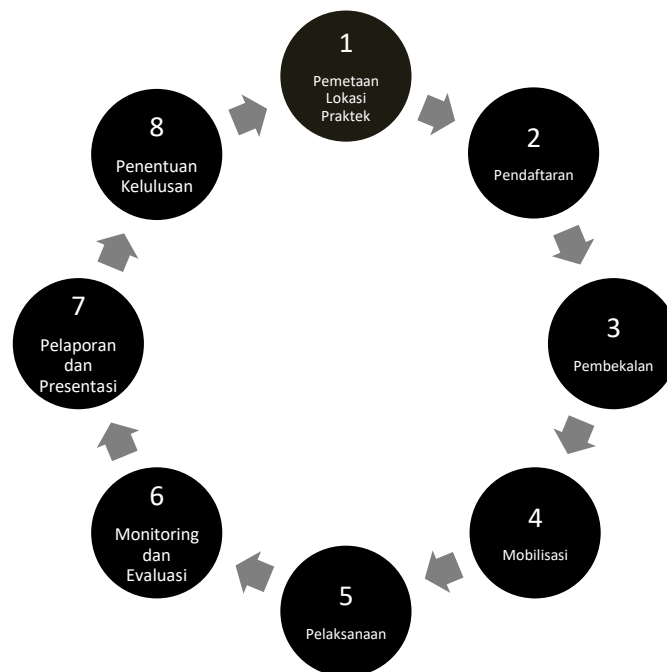 1
Pemetaan
Lokasi
Praktek
2
Pendaftaran
3
Pembekalan
4
Mobilisasi
5
Pelaksanaan
6
Monitoring
dan
Evaluasi
7
Pelaporan
dan
Presentasi
8
Penentuan
Kelulusan